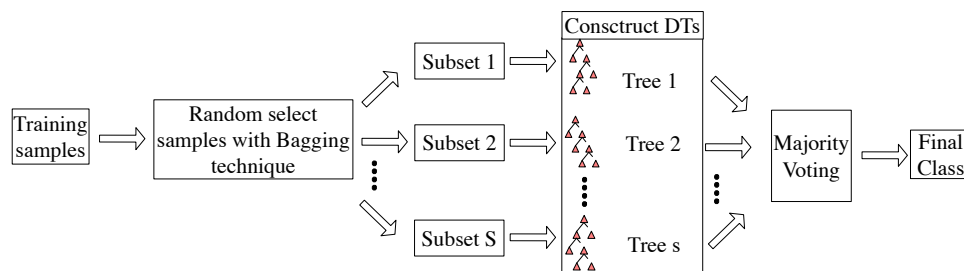 Training
samples
Random select
samples with Bagging
technique
Subset 1
Subset 2
Subset S
Consctruct DTs
Tree 1
Tree 2
Tree s
Majority
Voting
Final
Class